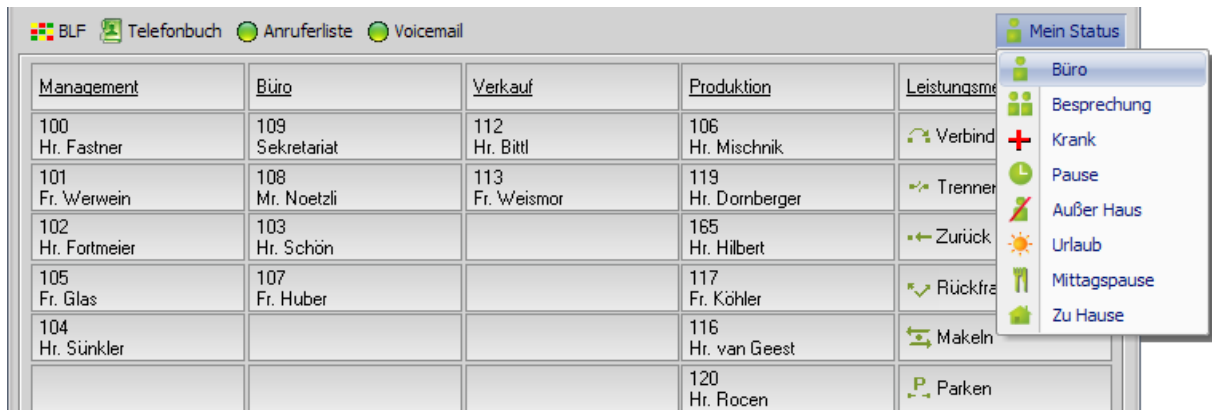 BLF Telefonbuch Anruferliste Voicemail Mein Status
Management Büro Verkauf Produktion
100 109 112 106
Hr. Fastner Sekretariat Hr. Bittl Hr. Mischnik
101 108 113 119
Fr. Werwein Mr. Noetzli Fr. Weismor Hr. Dornberger
102 103 165
Hr. Fortmeier Hr. Schön Hr. Hilbert Zurück
105 107 117
Fr. Glas Fr. Huber Fr. Köhler
104 116
Hr. Sünkler Hr. van Geest Makeln
120
Hr. Rocen P Parken
Büro
Besprechung
Krank
Pause
Außer Haus
Urlaub
Mittagspause
Zu Hause